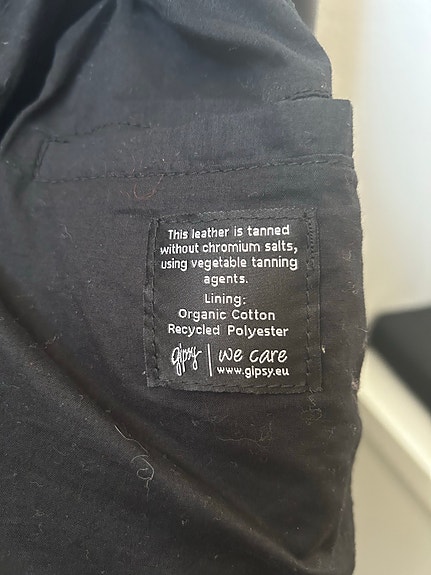 This leather is tanned
without chromium salts,
using vegetable tanning
agents.
Lining:
Organic Cotton
Recycled Polyester
gipsy | we care
www.gipsy.eu